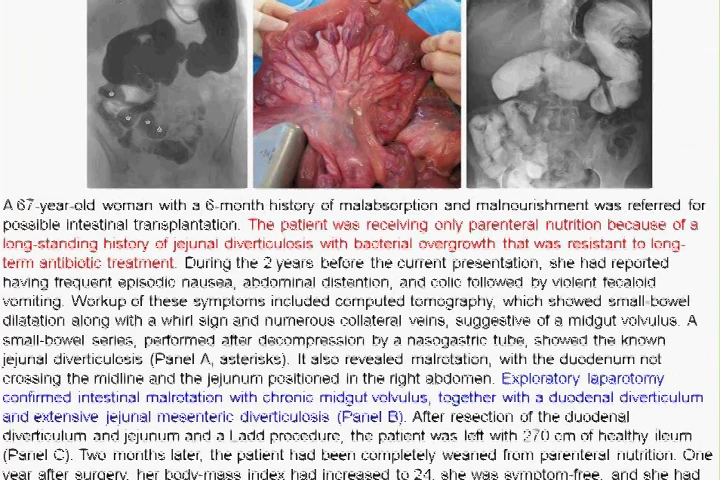 A 67-year-old woman with a 6-month history of malabsorption and malnourishment was referred for
possible intestinal transplantation. The patient was receiving only parenteral nutrition because of a
long-standing history of jejunal diverticulosis with bacterial overgrowth that was resistant to long-
term antibiotic treatment. During the 2 years before the current presentation, she had reported
having frequent episodic nausea, abdominal distention, and colic followed by violent fecaloid
vomiting. Workup of these symptoms included computed tomography, which showed small-bowel
dilatation along with a whirl sign and numerous collateral veins, suggestive of a midgut volvulus. A
small-bowel series, performed after decompression by a nasogastric tube, showed the known
jejunal diverticulosis (Panel A, asterisks). It also revealed malrotation, with the duodenum not
crossing the midline and the jejunum positioned in the right abdomen. Exploratory laparotomy
confirmed intestinal malrotation with chronic midgut volvulus, together with a duodenal diverticulum
and extensive jejunal mesenteric diverticulosis (Panel B). After resection of the duodenal
diverticulum and jejunum and a Ladd procedure, the patient was left with 270 cm of healthy ileum
(Panel C). Two months later, the patient had been completely weaned from parenteral nutrition. One
year after surgery, her body-mass index had increased to 24, she was symptom-free, and she had